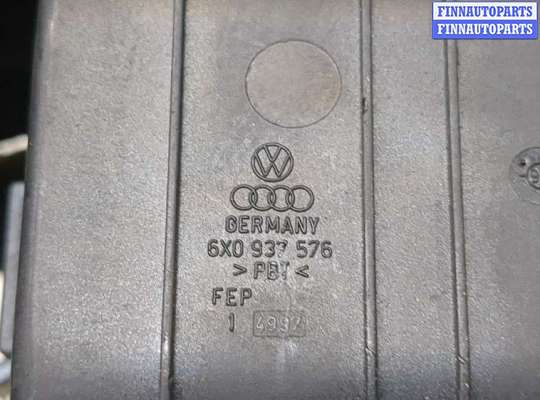 FINNAUTOPARTS
FINNAUTOPARTS
GERMANY
6X0 937 576
> PBT <
FEP
1